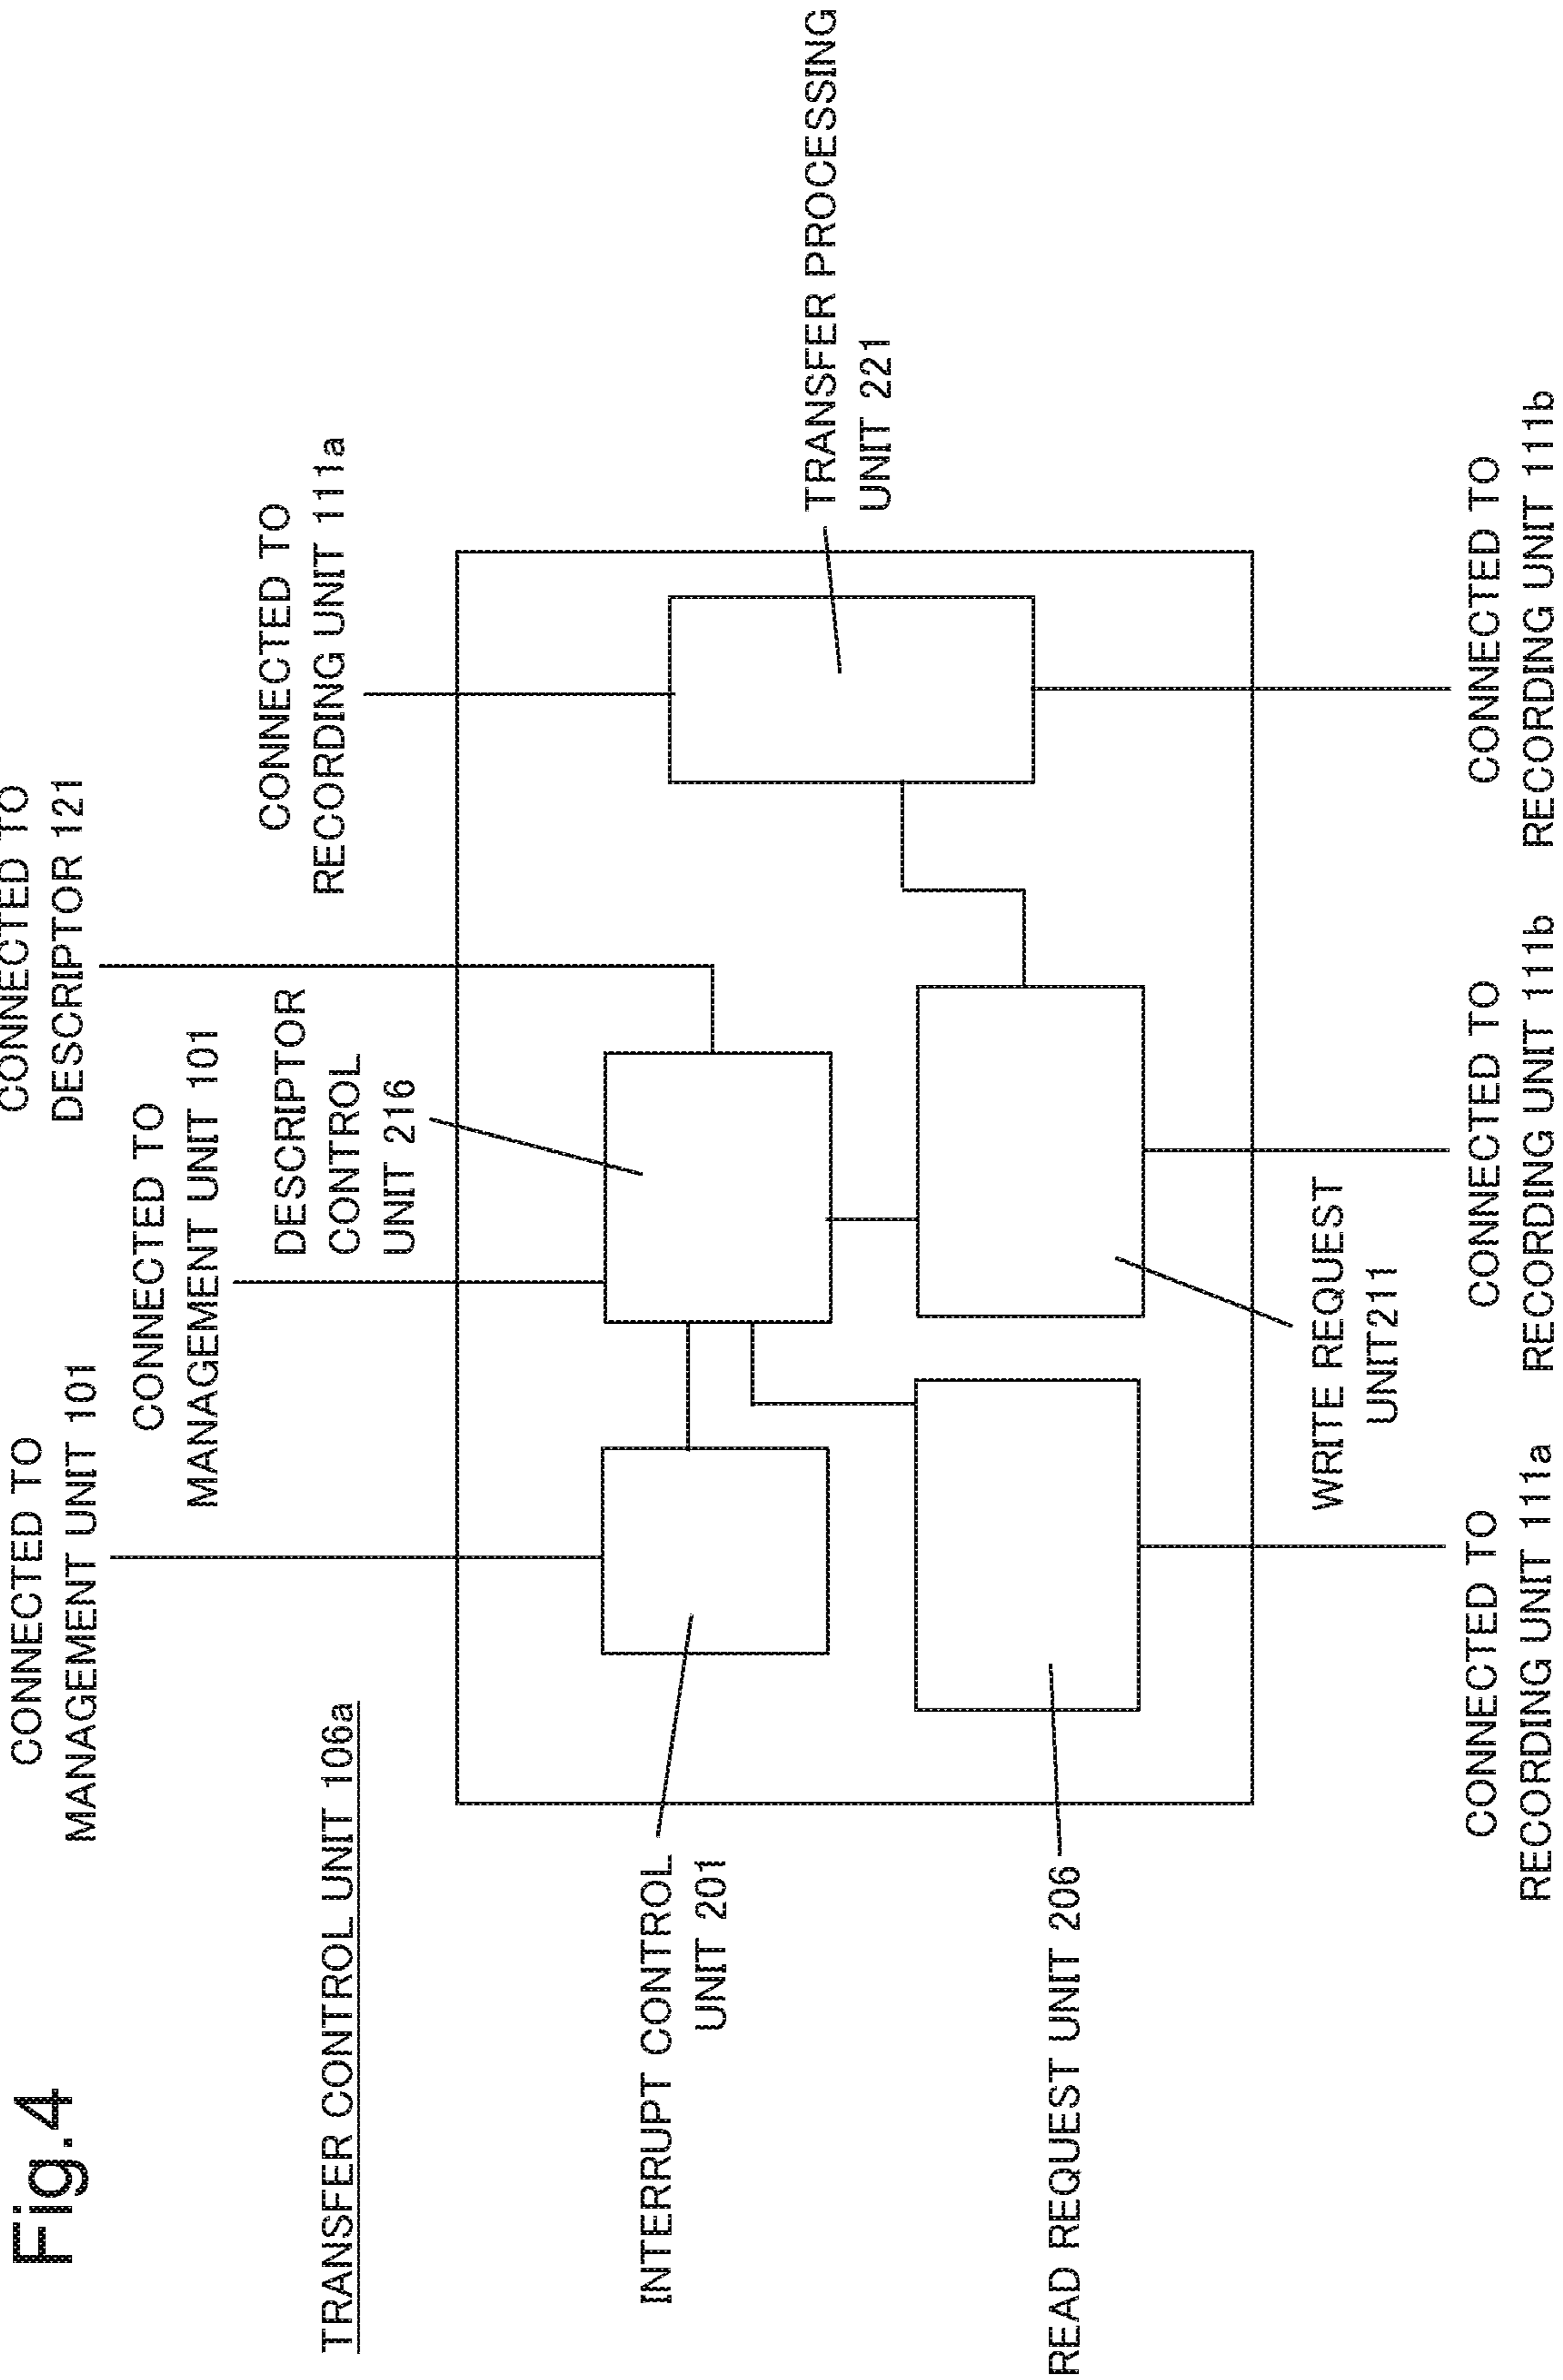 Fig.4
CONNECTED TO
MANAGEMENT UNIT 101
CONNECTED TO
DESCRIPTOR 121
CONNECTED TO
MANAGEMENT UNIT 101
CONNECTED TO
RECORDING UNIT 111a
TRANSFER CONTROL UNIT 106a
DESCRIPTOR
CONTROL
UNIT 216
INTERRUPT CONTROL
UNIT 201
TRANSFER PROCESSING
UNIT 221
READ REQUEST UNIT 206
WRITE REQUEST
UNIT211
CONNECTED TO
RECORDING UNIT 111a
CONNECTED TO
RECORDING UNIT 111b
CONNECTED TO
RECORDING UNIT 111b